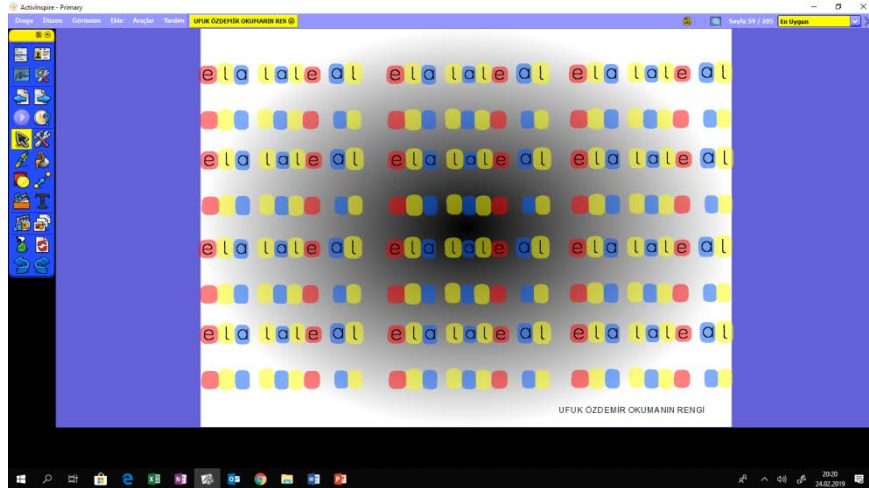 ActivInspire - Primary
Dosya Düzen Görünüm Ekle Araçlar Yardım UFUK ÖZDEMİR OKUMANIN REN Sayfa 59 / 205 En Uygun
ela lale al ela lale al ela lale al
ela lale al ela lale al ela lale al
ela lale al ela lale al ela lale al
ela lale al ela lale al ela lale al
UFUK ÖZDEMİR OKUMANIN RENGİ
20:20
24.02.2019